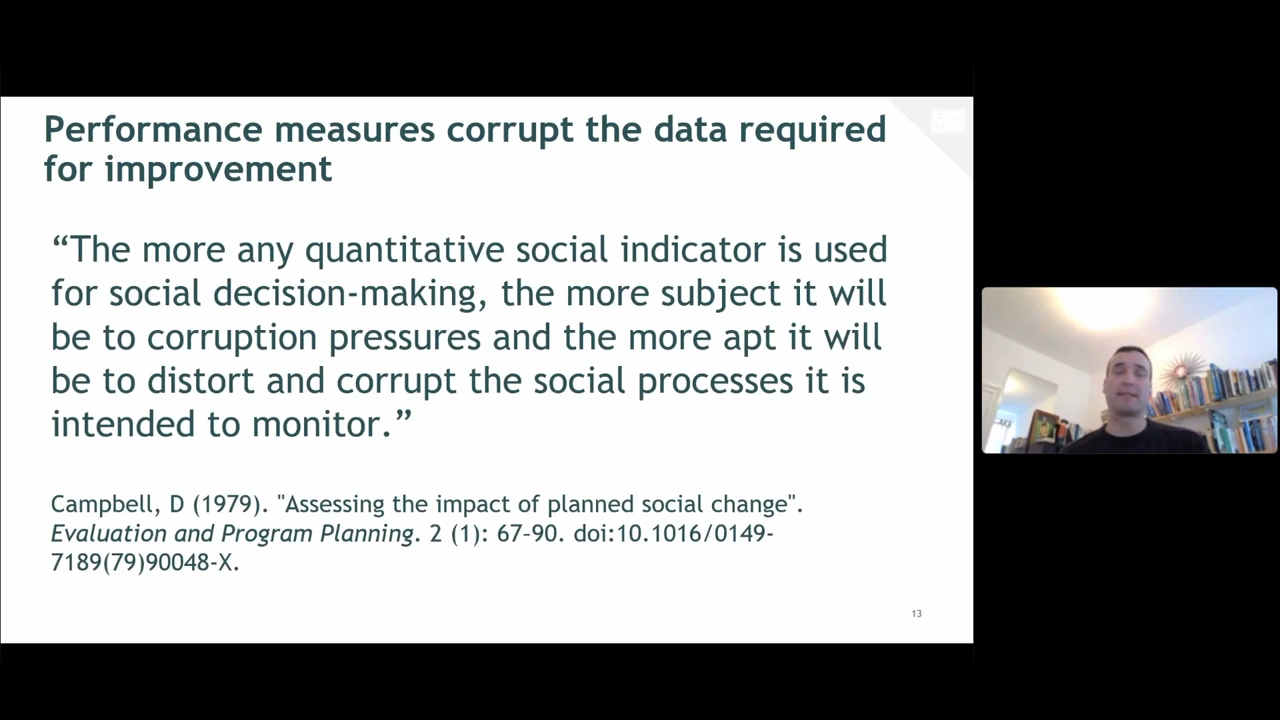 Performance measures corrupt the data required
for improvement
“The more any quantitative social indicator is used
for social decision-making, the more subject it will
be to corruption pressures and the more apt it will
be to distort and corrupt the social processes it is
intended to monitor.”
Campbell, D (1979). "Assessing the impact of planned social change".
Evaluation and Program Planning. 2 (1): 67–90. doi:10.1016/0149-
7189(79)90048-X.
13